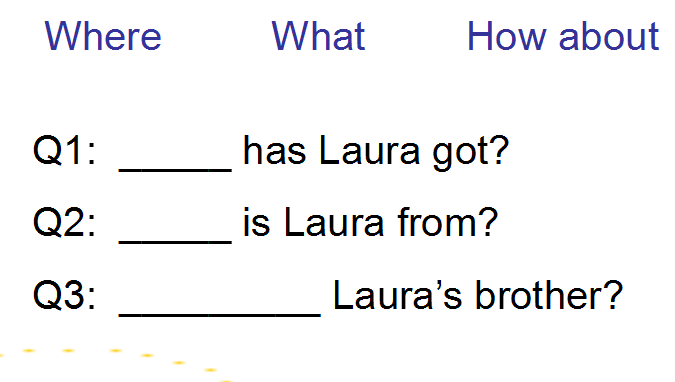 Where What How about
Q1: _____ has Laura got?
Q2: _____ is Laura from?
Q3: _________ Laura's brother?